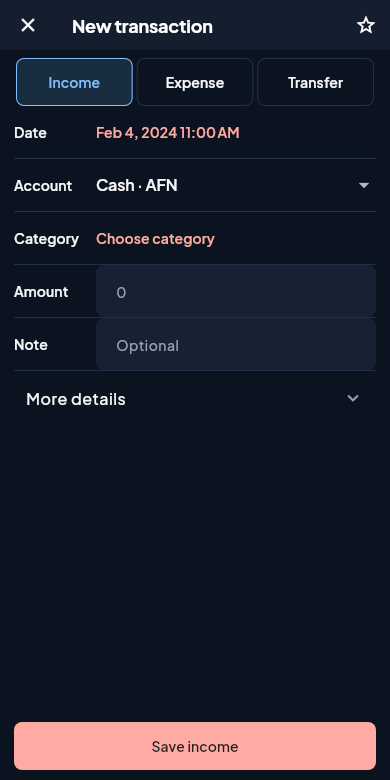 New transaction
Income Expense Transfer
Date Feb 4, 2024 11:00 AM
Account Cash · AFN
Category Choose category
Amount 0
Note Optional
More details
Save income